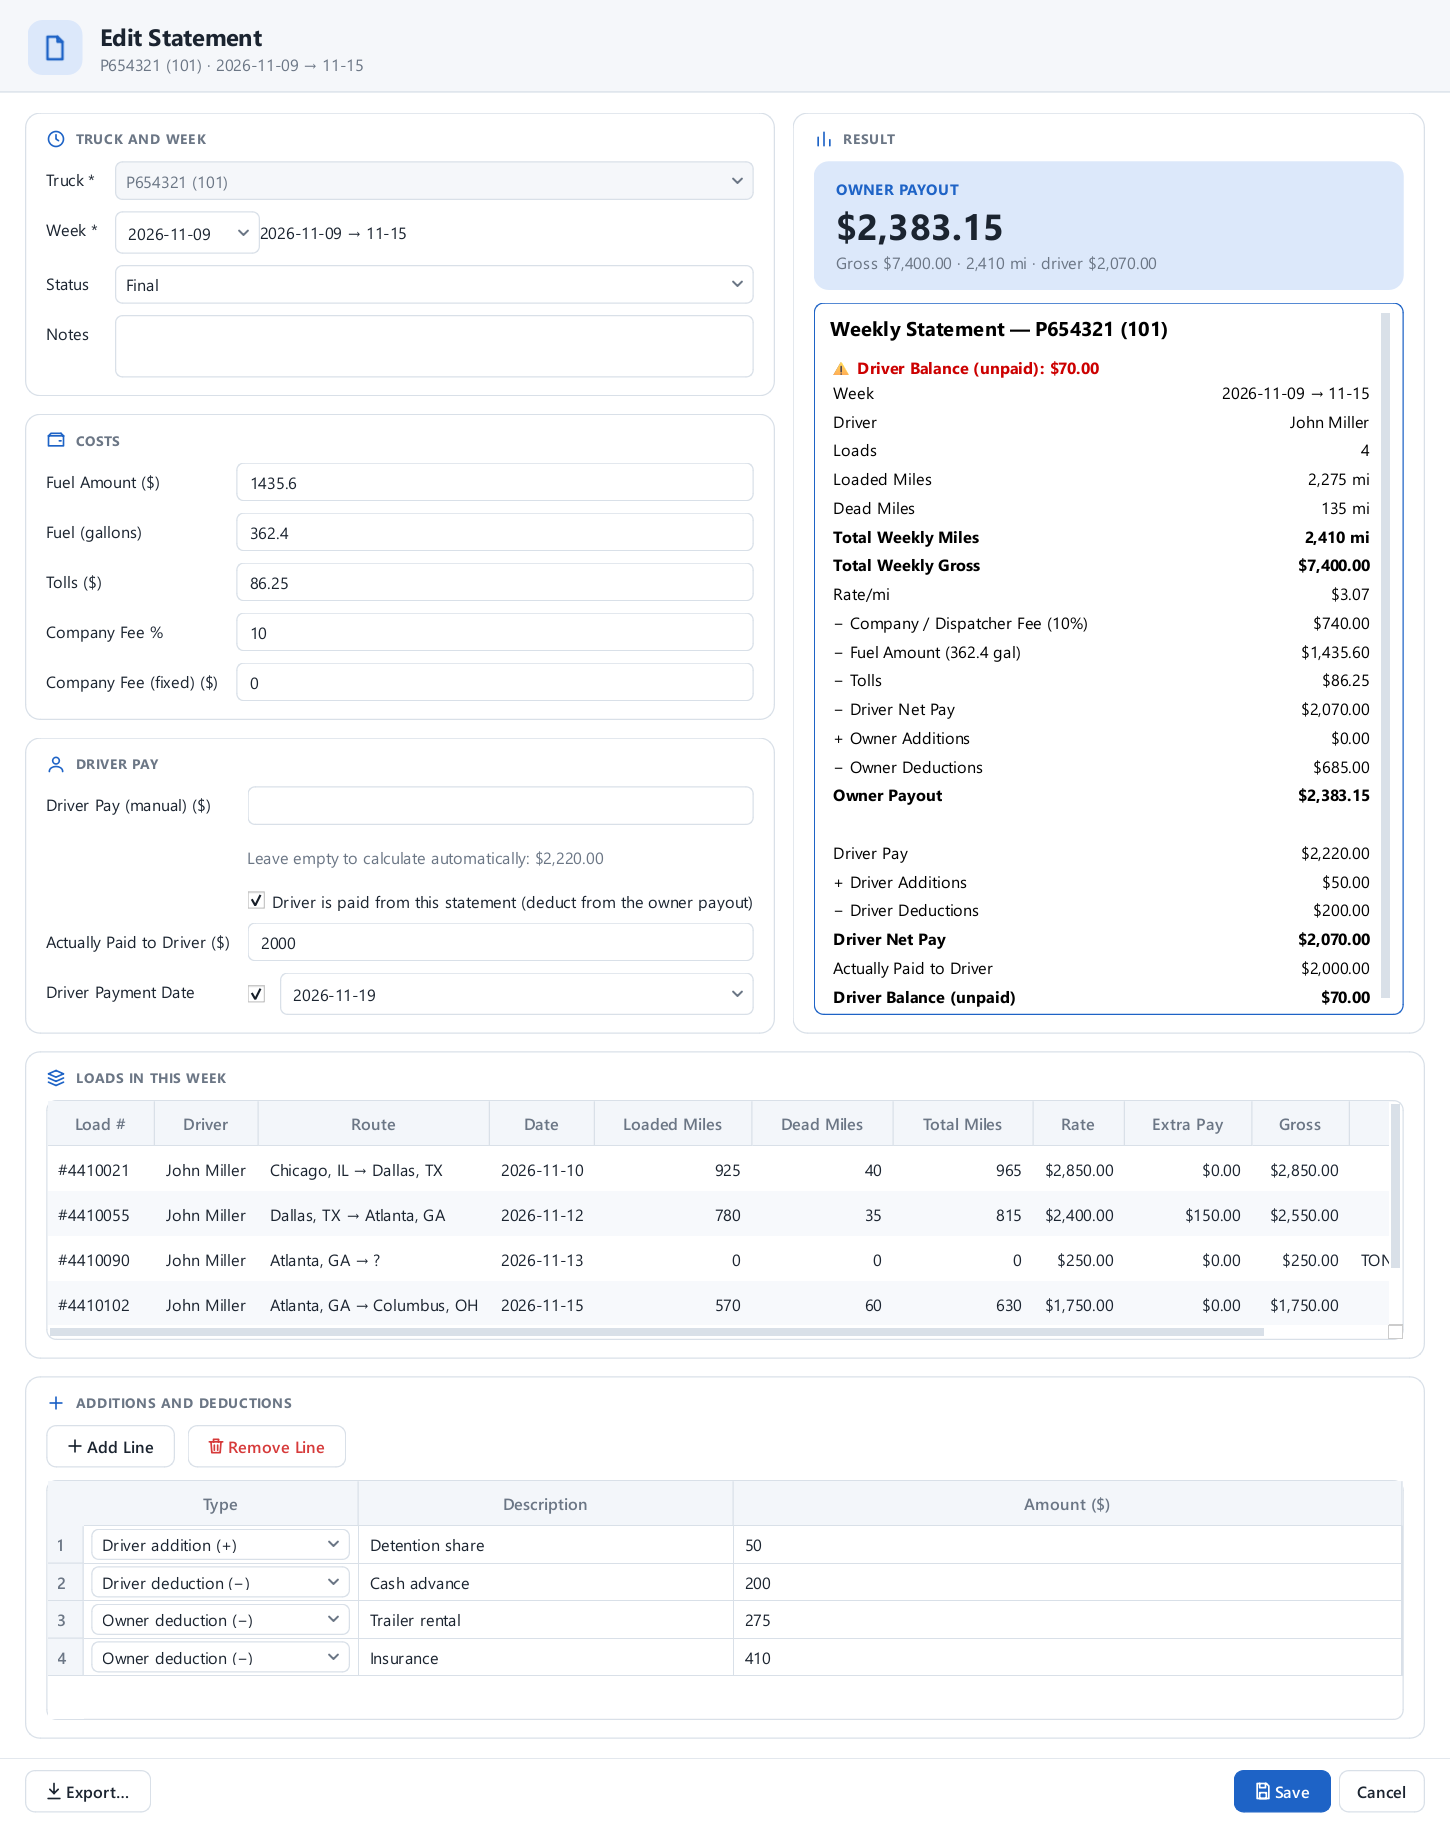 Edit Statement
P654321 (101) · 2026-11-09 → 11-15
TRUCK AND WEEK
Truck *
P654321 (101)
Week *
2026-11-09
2026-11-09 → 11-15
Status
Final
Notes
COSTS
Fuel Amount ($)
1435.6
Fuel (gallons)
362.4
Tolls ($)
86.25
Company Fee %
10
Company Fee (fixed) ($)
0
DRIVER PAY
Driver Pay (manual) ($)
Leave empty to calculate automatically: $2,220.00
Driver is paid from this statement (deduct from the owner payout)
Actually Paid to Driver ($)
2000
Driver Payment Date
2026-11-19
RESULT
OWNER PAYOUT
$2,383.15
Gross $7,400.00 · 2,410 mi · driver $2,070.00
Weekly Statement — P654321 (101)
Driver Balance (unpaid): $70.00
Week 2026-11-09 → 11-15
Driver John Miller
Loads 4
Loaded Miles 2,275 mi
Dead Miles 135 mi
Total Weekly Miles 2,410 mi
Total Weekly Gross $7,400.00
Rate/mi $3.07
− Company / Dispatcher Fee (10%) $740.00
− Fuel Amount (362.4 gal) $1,435.60
− Tolls $86.25
− Driver Net Pay $2,070.00
+ Owner Additions $0.00
− Owner Deductions $685.00
Owner Payout $2,383.15
Driver Pay $2,220.00
+ Driver Additions $50.00
− Driver Deductions $200.00
Driver Net Pay $2,070.00
Actually Paid to Driver $2,000.00
Driver Balance (unpaid) $70.00
LOADS IN THIS WEEK
Load # Driver Route Date Loaded Miles Dead Miles Total Miles Rate Extra Pay Gross
#4410021 John Miller Chicago, IL → Dallas, TX 2026-11-10 925 40 965 $2,850.00 $0.00 $2,850.00
#4410055 John Miller Dallas, TX → Atlanta, GA 2026-11-12 780 35 815 $2,400.00 $150.00 $2,550.00
#4410090 John Miller Atlanta, GA → ? 2026-11-13 0 0 0 $250.00 $0.00 $250.00
#4410102 John Miller Atlanta, GA → Columbus, OH 2026-11-15 570 60 630 $1,750.00 $0.00 $1,750.00
ADDITIONS AND DEDUCTIONS
Add Line
Remove Line
Type Description Amount ($)
1 Driver addition (+) Detention share 50
2 Driver deduction (−) Cash advance 200
3 Owner deduction (−) Trailer rental 275
4 Owner deduction (−) Insurance 410
Export...
Save
Cancel